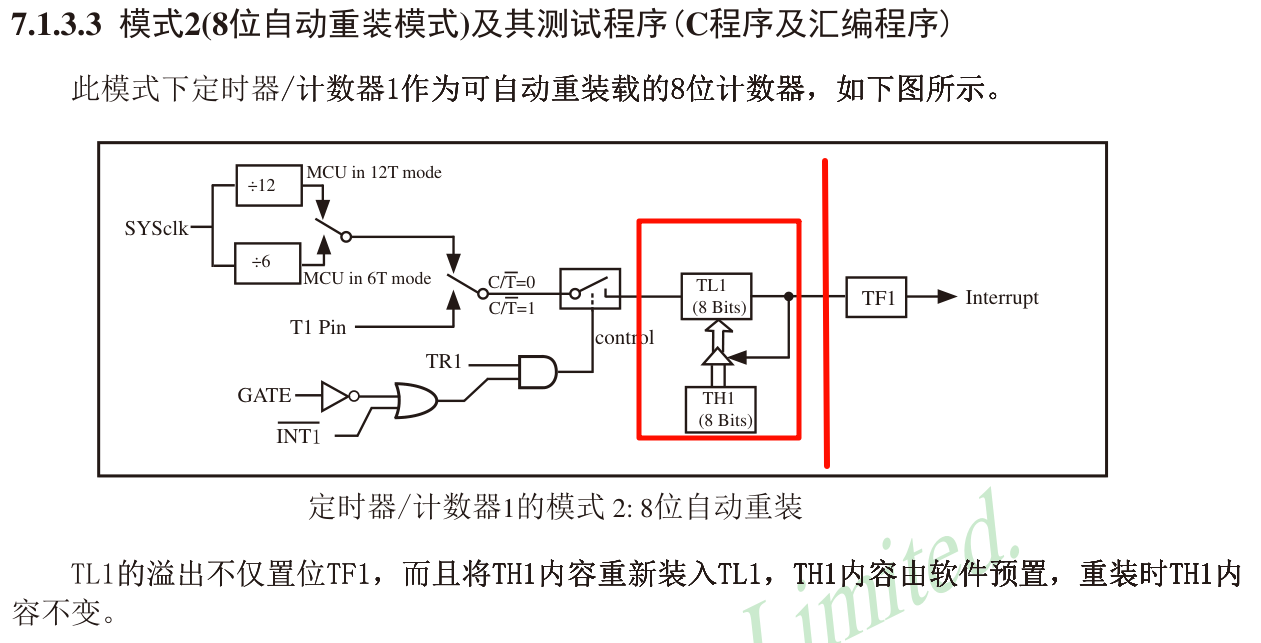 7.1.3.3 模式2(8位自动重装模式)及其测试程序(C程序及汇编程序)
此模式下定时器/计数器1作为可自动重装载的8位计数器，如下图所示。
÷12
MCU in 12T mode
SYSclk
÷6
MCU in 6T mode
C/T̅=0
C/T̅=1
T1 Pin
control
TL1
(8 Bits)
TF1
Interrupt
TR1
GATE
I̅N̅T̅1̅
TH1
(8 Bits)
定时器/计数器1的模式 2: 8位自动重装
TL1的溢出不仅置位TF1，而且将TH1内容重新装入TL1，TH1内容由软件预置，重装时TH1内
容不变。
Limited.